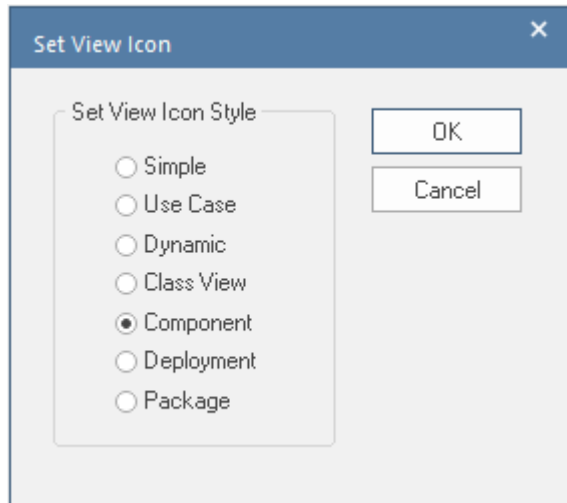 Set View Icon
Set View Icon Style
Simple
Use Case
Dynamic
Class View
Component
Deployment
Package
OK
Cancel